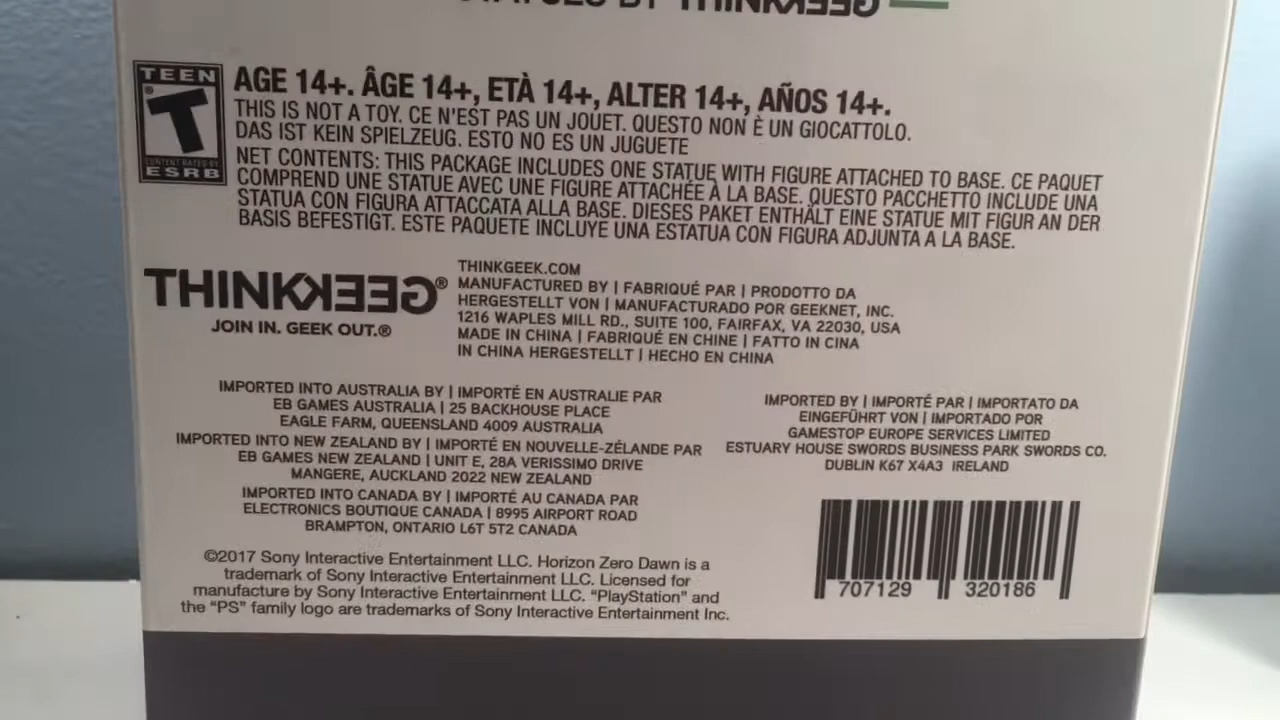 BY THINKGEEK
TEEN
T
CONTENT RATED BY
ESRB
AGE 14+. ÂGE 14+, ETÀ 14+, ALTER 14+, AÑOS 14+.
THIS IS NOT A TOY. CE N'EST PAS UN JOUET. QUESTO NON È UN GIOCATTOLO.
DAS IST KEIN SPIELZEUG. ESTO NO ES UN JUGUETE
NET CONTENTS: THIS PACKAGE INCLUDES ONE STATUE WITH FIGURE ATTACHED TO BASE. CE PAQUET
COMPREND UNE STATUE AVEC UNE FIGURE ATTACHÉE À LA BASE. QUESTO PACCHETTO INCLUDE UNA
STATUA CON FIGURA ATTACCATA ALLA BASE. DIESES PAKET ENTHÄLT EINE STATUE MIT FIGUR AN DER
BASIS BEFESTIGT. ESTE PAQUETE INCLUYE UNA ESTATUA CON FIGURA ADJUNTA A LA BASE.
THINKGEEK®
JOIN IN. GEEK OUT.®
THINKGEEK.COM
MANUFACTURED BY | FABRIQUÉ PAR | PRODOTTO DA
HERGESTELLT VON | MANUFACTURADO POR GEEKNET, INC.
1216 WAPLES MILL RD., SUITE 100, FAIRFAX, VA 22030, USA
MADE IN CHINA | FABRIQUÉ EN CHINE | FATTO IN CINA
IN CHINA HERGESTELLT | HECHO EN CHINA
IMPORTED INTO AUSTRALIA BY | IMPORTÉ EN AUSTRALIE PAR
EB GAMES AUSTRALIA | 25 BACKHOUSE PLACE
EAGLE FARM, QUEENSLAND 4009 AUSTRALIA
IMPORTED INTO NEW ZEALAND BY | IMPORTÉ EN NOUVELLE-ZÉLANDE PAR
EB GAMES NEW ZEALAND | UNIT E, 28A VERISSIMO DRIVE
MANGERE, AUCKLAND 2022 NEW ZEALAND
IMPORTED INTO CANADA BY | IMPORTÉ AU CANADA PAR
ELECTRONICS BOUTIQUE CANADA | 8995 AIRPORT ROAD
BRAMPTON, ONTARIO L6T 5T2 CANADA
IMPORTED BY | IMPORTÉ PAR | IMPORTATO DA
EINGEFÜHRT VON | IMPORTADO POR
GAMESTOP EUROPE SERVICES LIMITED
ESTUARY HOUSE SWORDS BUSINESS PARK SWORDS CO.
DUBLIN K67 X4A3 IRELAND
©2017 Sony Interactive Entertainment LLC. Horizon Zero Dawn is a
trademark of Sony Interactive Entertainment LLC. Licensed for
manufacture by Sony Interactive Entertainment LLC. “PlayStation” and
the “PS” family logo are trademarks of Sony Interactive Entertainment Inc.
707129 320186